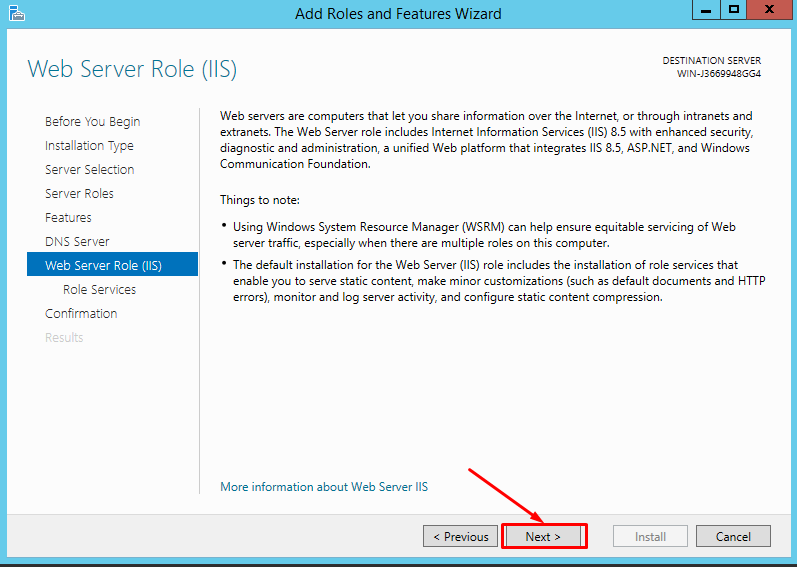 Add Roles and Features Wizard
Web Server Role (IIS)
DESTINATION SERVER
WIN-J3669948GG4
Before You Begin
Installation Type
Server Selection
Server Roles
Features
DNS Server
Web Server Role (IIS)
Role Services
Confirmation
Results
Web servers are computers that let you share information over the Internet, or through intranets and
extranets. The Web Server role includes Internet Information Services (IIS) 8.5 with enhanced security,
diagnostic and administration, a unified Web platform that integrates IIS 8.5, ASP.NET, and Windows
Communication Foundation.
Things to note:
• Using Windows System Resource Manager (WSRM) can help ensure equitable servicing of Web
server traffic, especially when there are multiple roles on this computer.
• The default installation for the Web Server (IIS) role includes the installation of role services that
enable you to serve static content, make minor customizations (such as default documents and HTTP
errors), monitor and log server activity, and configure static content compression.
More information about Web Server IIS
< Previous
Next >
Install
Cancel